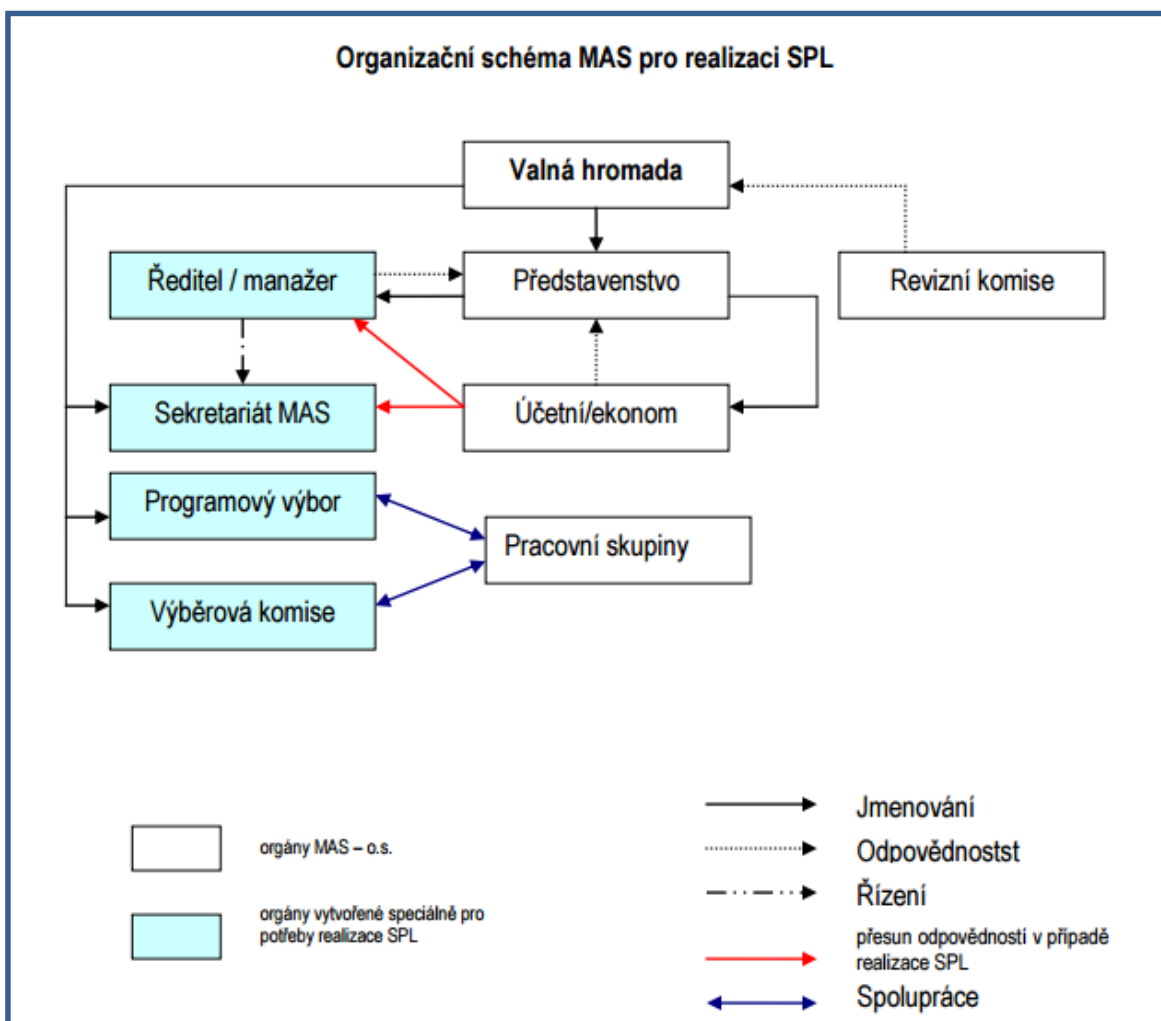 Organizační schéma MAS pro realizaci SPL
Valná hromada
Ředitel / manažer
Představenstvo
Revizní komise
Sekretariát MAS
Účetní/ekonom
Programový výbor
Pracovní skupiny
Výběrová komise
orgány MAS – o.s.
orgány vytvořené speciálně pro
potřeby realizace SPL
Jmenování
Odpovědnostst
Řízení
přesun odpovědností v případě
realizace SPL
Spolupráce